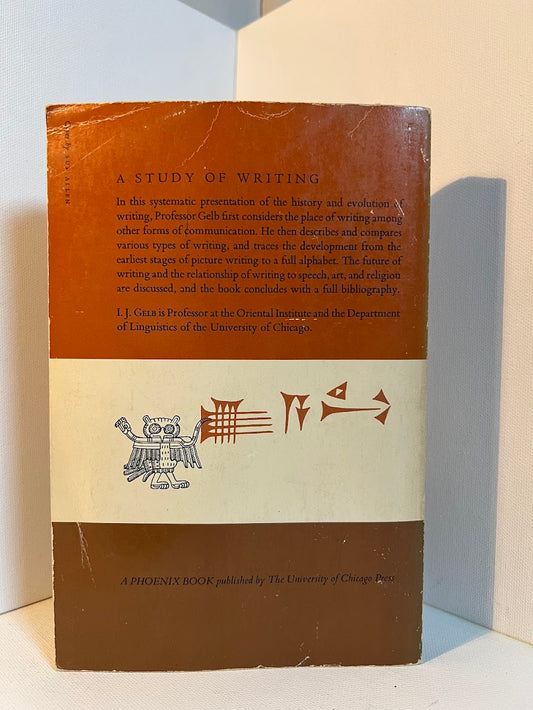 Cover by SUE ALLEN
A STUDY OF WRITING
In this systematic presentation of the history and evolution of
writing, Professor Gelb first considers the place of writing among
other forms of communication. He then describes and compares
various types of writing, and traces the development from the
earliest stages of picture writing to a full alphabet. The future of
writing and the relationship of writing to speech, art, and religion
are discussed, and the book concludes with a full bibliography.
I. J. GELB is Professor at the Oriental Institute and the Department
of Linguistics of the University of Chicago.
A PHOENIX BOOK published by The University of Chicago Press